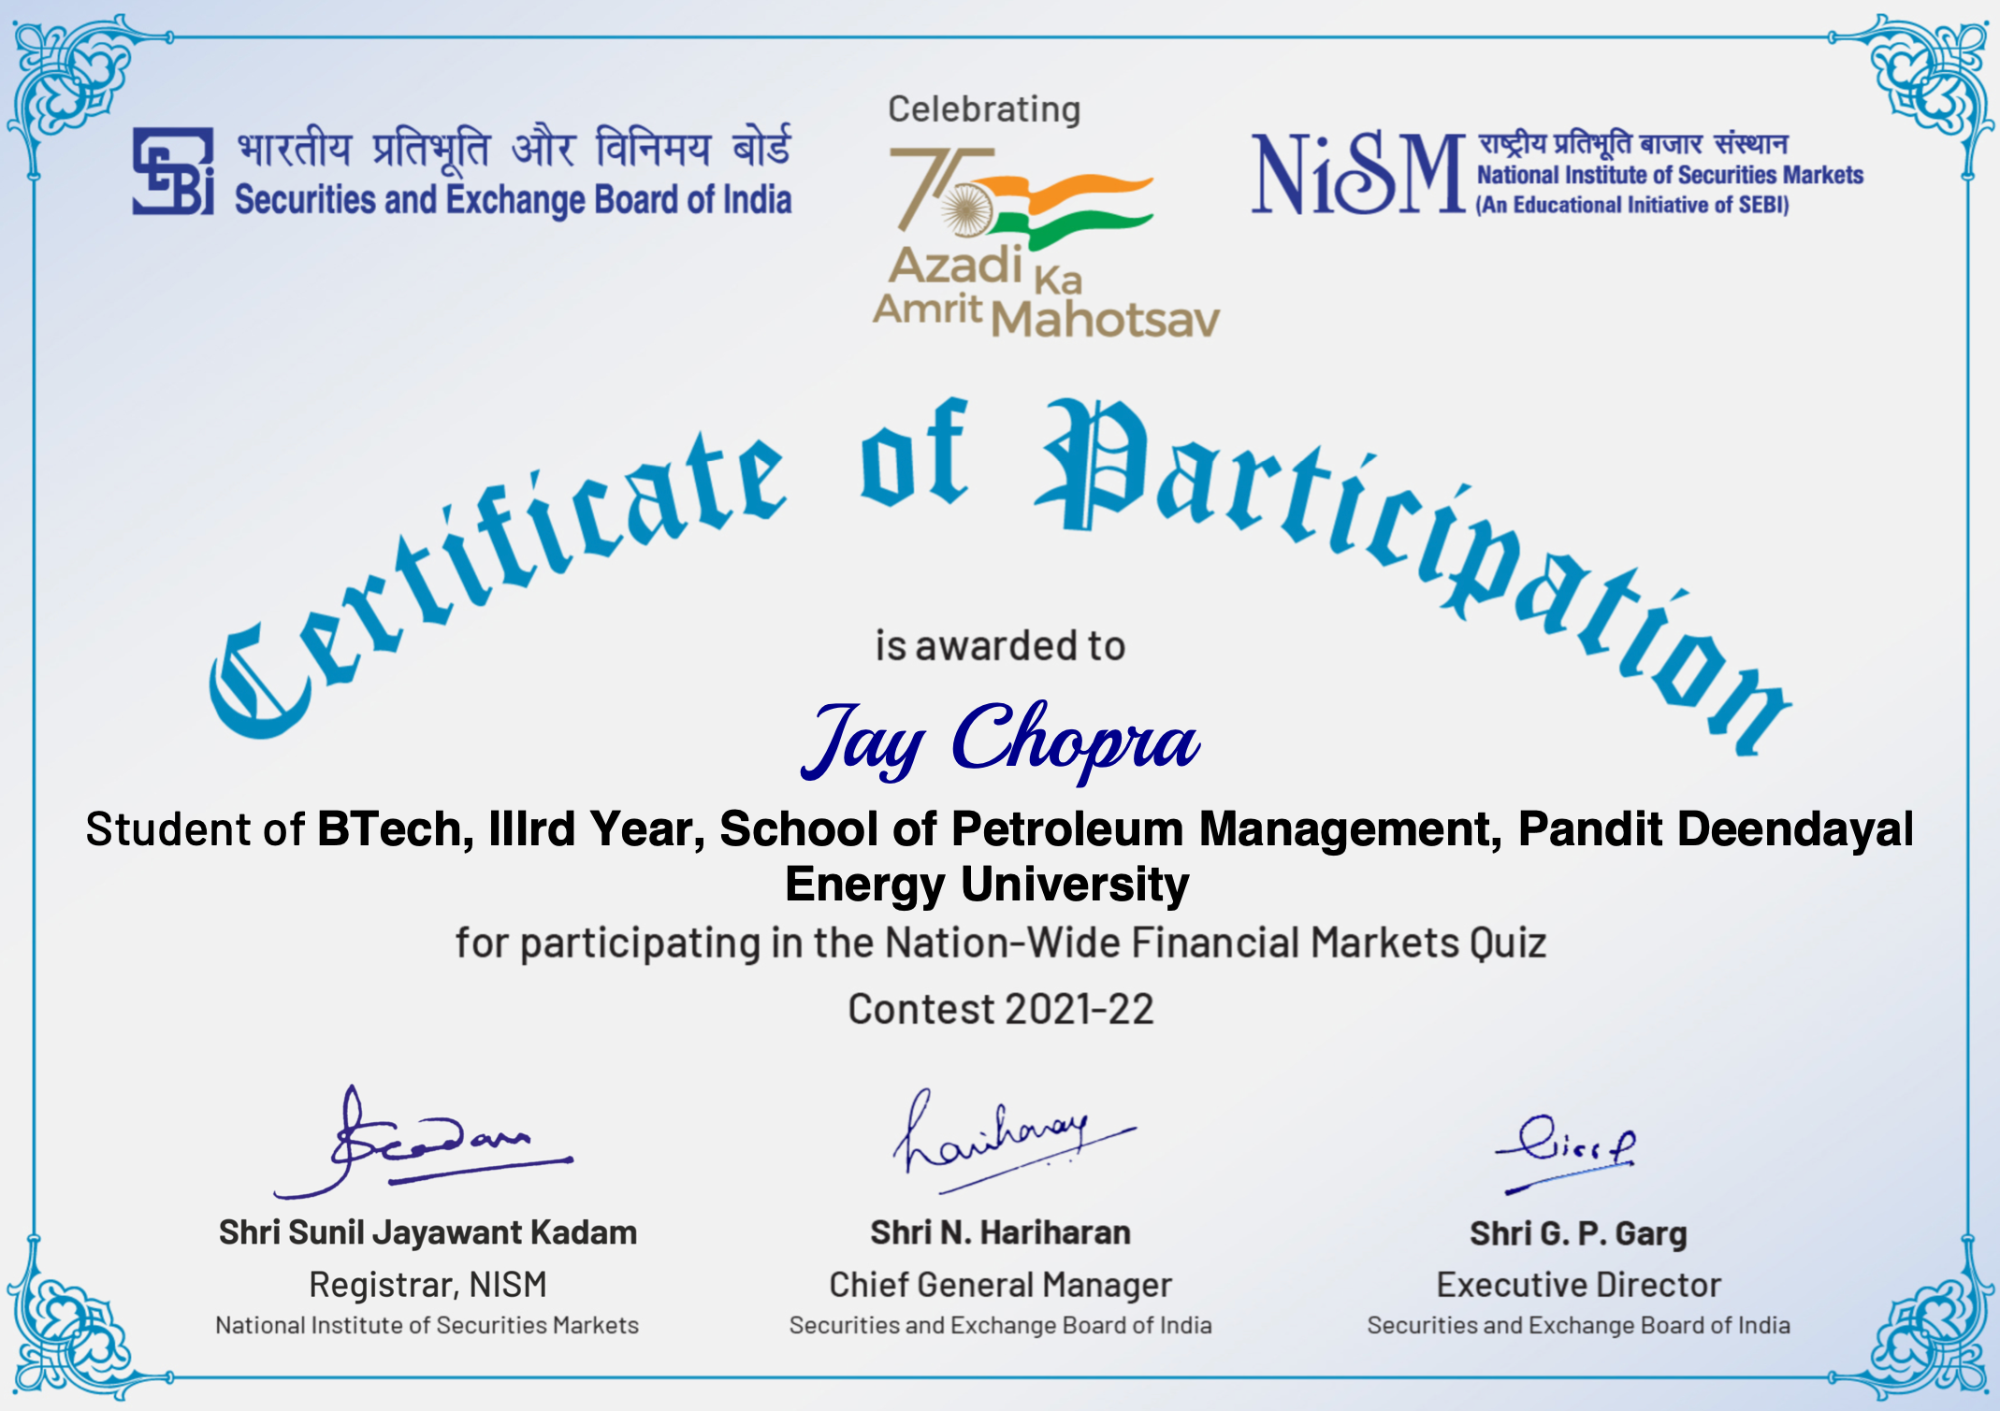 Celebrating
75
Azadi Ka
Amrit Mahotsav
SEBI
भारतीय प्रतिभूति और विनिमय बोर्ड
Securities and Exchange Board of India
NiSM
राष्ट्रीय प्रतिभूति बाजार संस्थान
National Institute of Securities Markets
(An Educational Initiative of SEBI)
Certificate of Participation
is awarded to
Jay Chopra
Student of BTech, IIIrd Year, School of Petroleum Management, Pandit Deendayal
Energy University
for participating in the Nation-Wide Financial Markets Quiz
Contest 2021-22
Shri Sunil Jayawant Kadam
Registrar, NISM
National Institute of Securities Markets
Shri N. Hariharan
Chief General Manager
Securities and Exchange Board of India
Shri G. P. Garg
Executive Director
Securities and Exchange Board of India